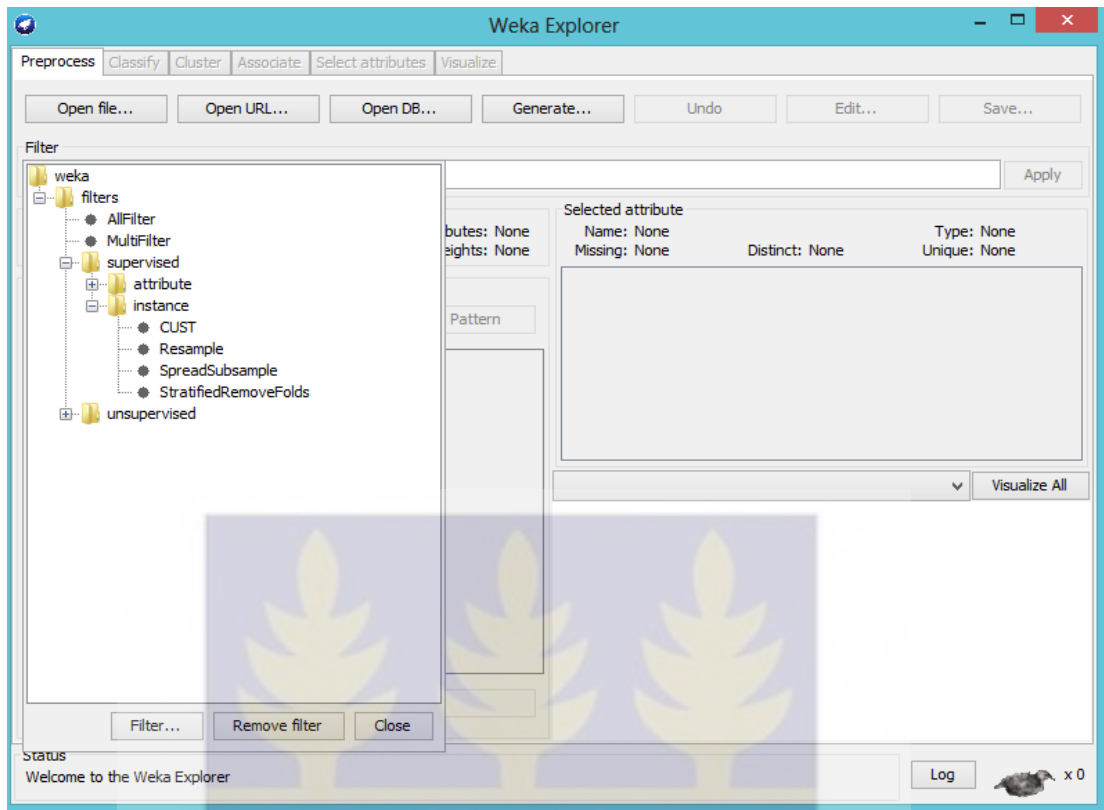 Weka Explorer
Preprocess Classify Cluster Associate Select attributes Visualize
Open file... Open URL... Open DB... Generate... Undo Edit... Save...
Filter
Apply
weka
filters
AllFilter
MultiFilter
supervised
attribute
instance
CUST
Resample
SpreadSubsample
StratifiedRemoveFolds
unsupervised
Filter... Remove filter Close
butes: None
eights: None
Pattern
Selected attribute
Name: None Type: None
Missing: None Distinct: None Unique: None
Visualize All
Status
Welcome to the Weka Explorer
Log x 0